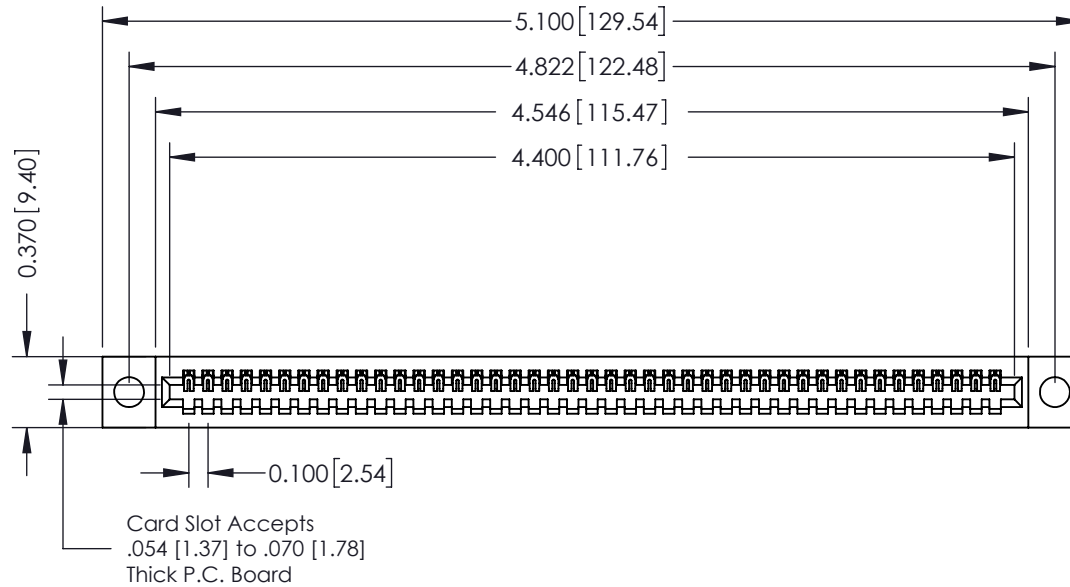 5.100[129.54]
4.822[122.48]
4.546[115.47]
4.400[111.76]
0.370[9.40]
0.100[2.54]
Card Slot Accepts
.054 [1.37] to .070 [1.78]
Thick P.C. Board